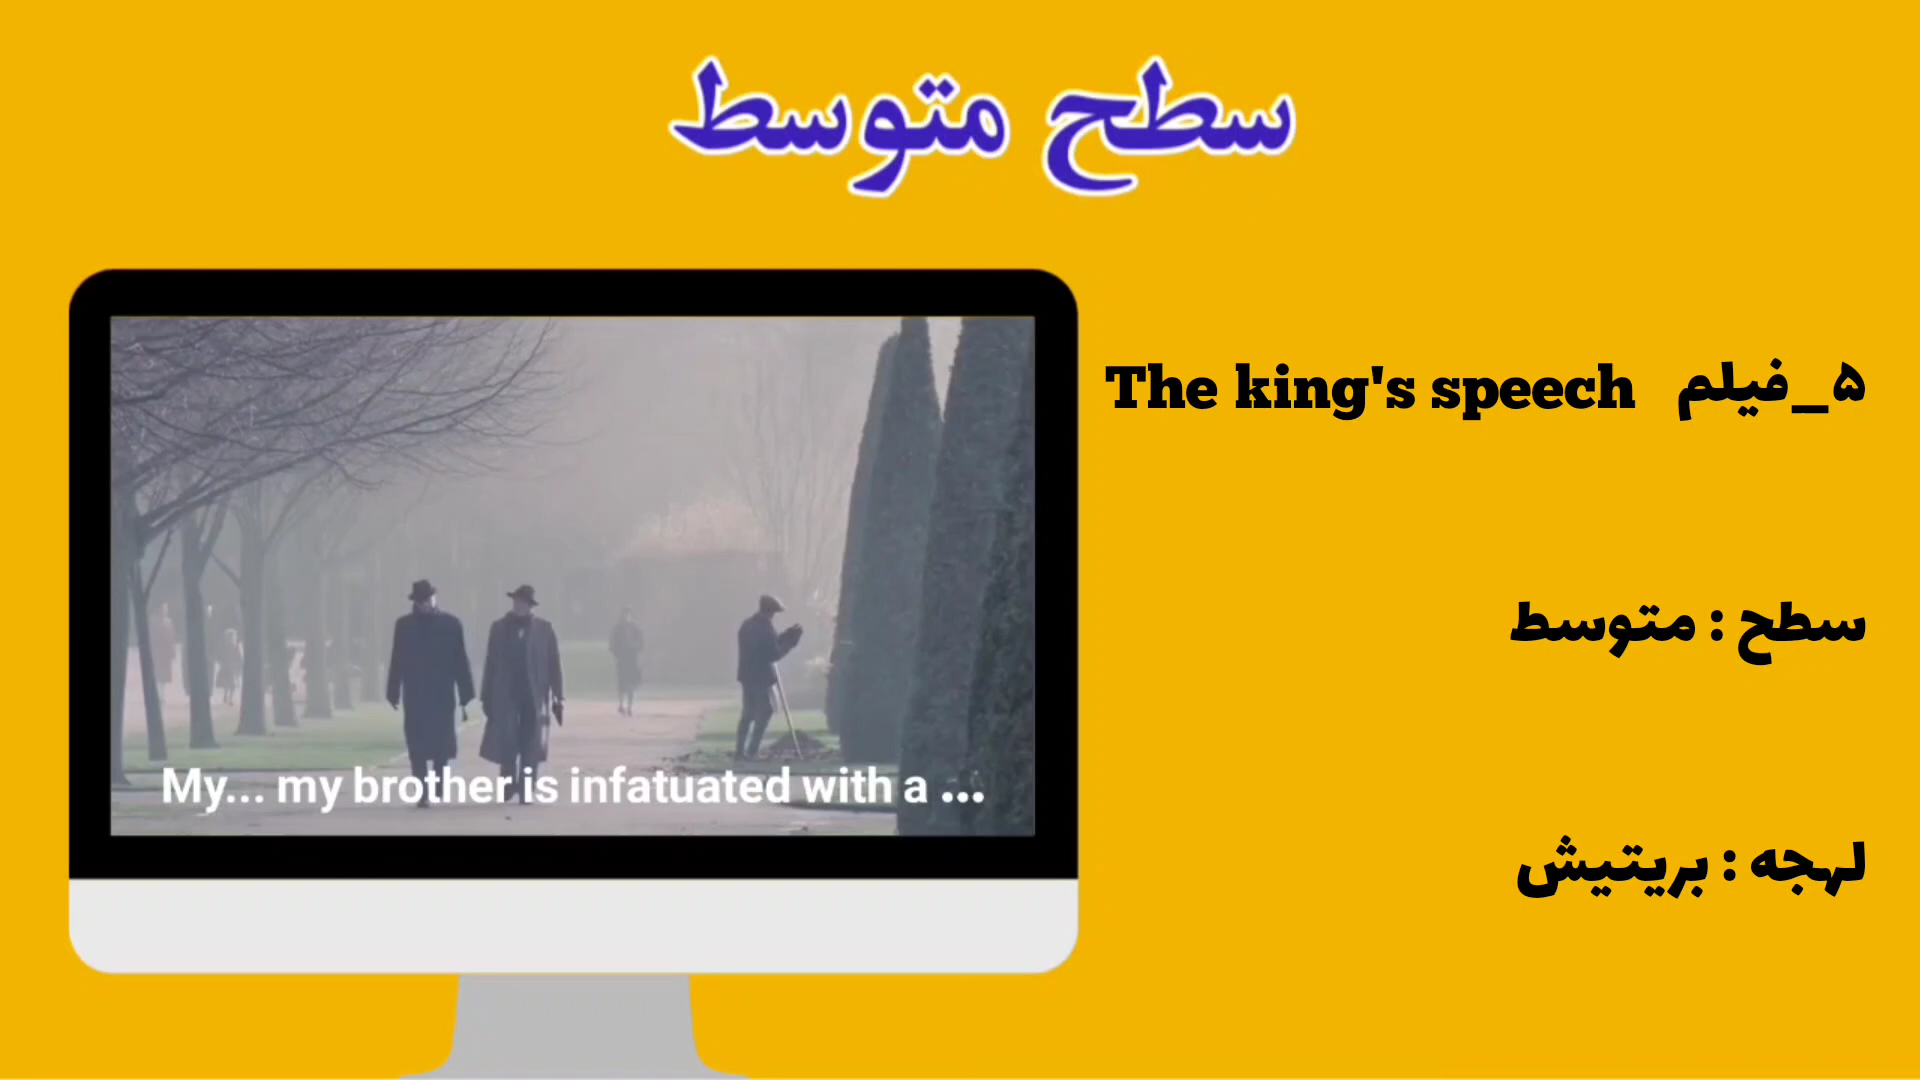 سطح متوسط
۵_فیلم The king's speech
سطح : متوسط
لهجه : بریتیش
My... my brother is infatuated with a ...